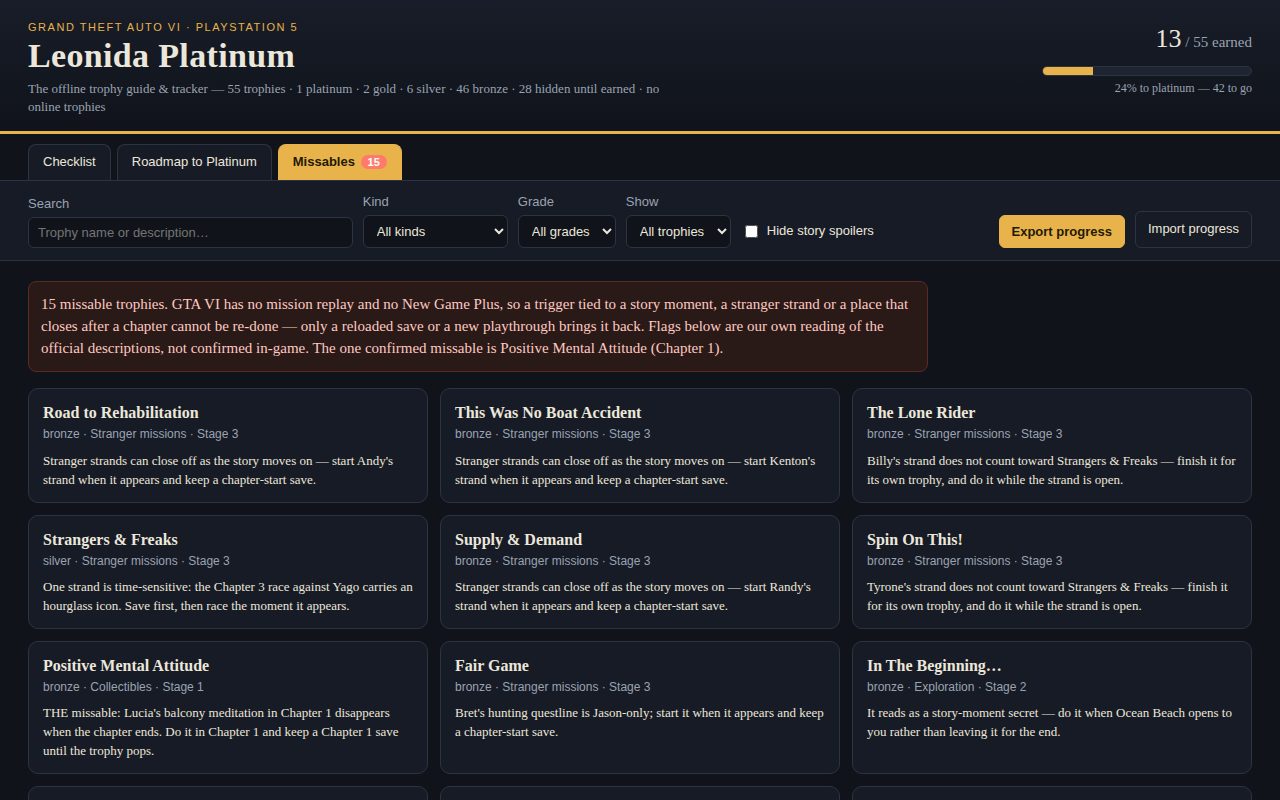 GRAND THEFT AUTO VI · PLAYSTATION 5
Leonida Platinum
The offline trophy guide & tracker — 55 trophies · 1 platinum · 2 gold · 6 silver · 46 bronze · 28 hidden until earned · no
online trophies
13 / 55 earned
24% to platinum — 42 to go
Checklist
Roadmap to Platinum
Missables 15
Search
Trophy name or description…
Kind
All kinds
Grade
All grades
Show
All trophies
Hide story spoilers
Export progress
Import progress
15 missable trophies. GTA VI has no mission replay and no New Game Plus, so a trigger tied to a story moment, a stranger strand or a place that
closes after a chapter cannot be re-done — only a reloaded save or a new playthrough brings it back. Flags below are our own reading of the
official descriptions, not confirmed in-game. The one confirmed missable is Positive Mental Attitude (Chapter 1).
Road to Rehabilitation
bronze · Stranger missions · Stage 3
Stranger strands can close off as the story moves on — start Andy's
strand when it appears and keep a chapter-start save.
This Was No Boat Accident
bronze · Stranger missions · Stage 3
Stranger strands can close off as the story moves on — start Kenton's
strand when it appears and keep a chapter-start save.
The Lone Rider
bronze · Stranger missions · Stage 3
Billy's strand does not count toward Strangers & Freaks — finish it for
its own trophy, and do it while the strand is open.
Strangers & Freaks
silver · Stranger missions · Stage 3
One strand is time-sensitive: the Chapter 3 race against Yago carries an
hourglass icon. Save first, then race the moment it appears.
Supply & Demand
bronze · Stranger missions · Stage 3
Stranger strands can close off as the story moves on — start Randy's
strand when it appears and keep a chapter-start save.
Spin On This!
bronze · Stranger missions · Stage 3
Tyrone's strand does not count toward Strangers & Freaks — finish it
for its own trophy, and do it while the strand is open.
Positive Mental Attitude
bronze · Collectibles · Stage 1
THE missable: Lucia's balcony meditation in Chapter 1 disappears
when the chapter ends. Do it in Chapter 1 and keep a Chapter 1 save
until the trophy pops.
Fair Game
bronze · Stranger missions · Stage 3
Bret's hunting questline is Jason-only; start it when it appears and keep
a chapter-start save.
In The Beginning…
bronze · Exploration · Stage 2
It reads as a story-moment secret — do it when Ocean Beach opens to
you rather than leaving it for the end.